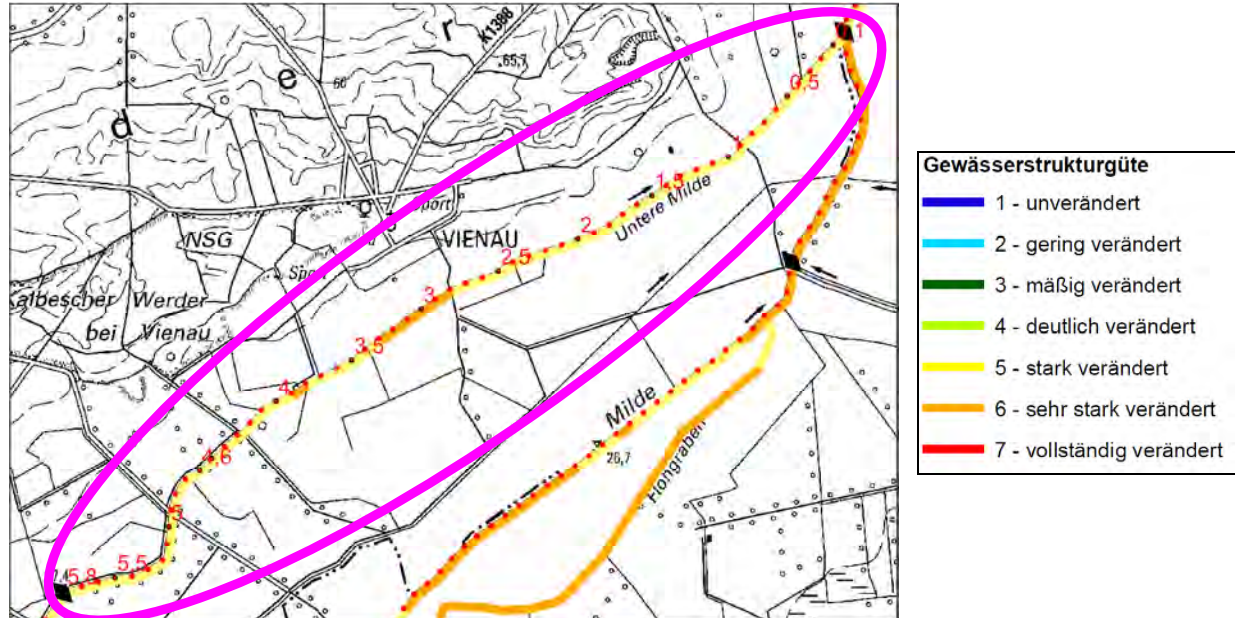 r
K1388
65,7
1
60
e
0,5
d
1
1,5
Sport
Untere Milde
2
NSG
VIENAU
2,5
Sport
albescher Werder
3
bei Vienau
3,5
4
Milde
4,6
26,7
Flongraben
5
5,5
5,8
Gewässerstrukturgüte
1 - unverändert
2 - gering verändert
3 - mäßig verändert
4 - deutlich verändert
5 - stark verändert
6 - sehr stark verändert
7 - vollständig verändert